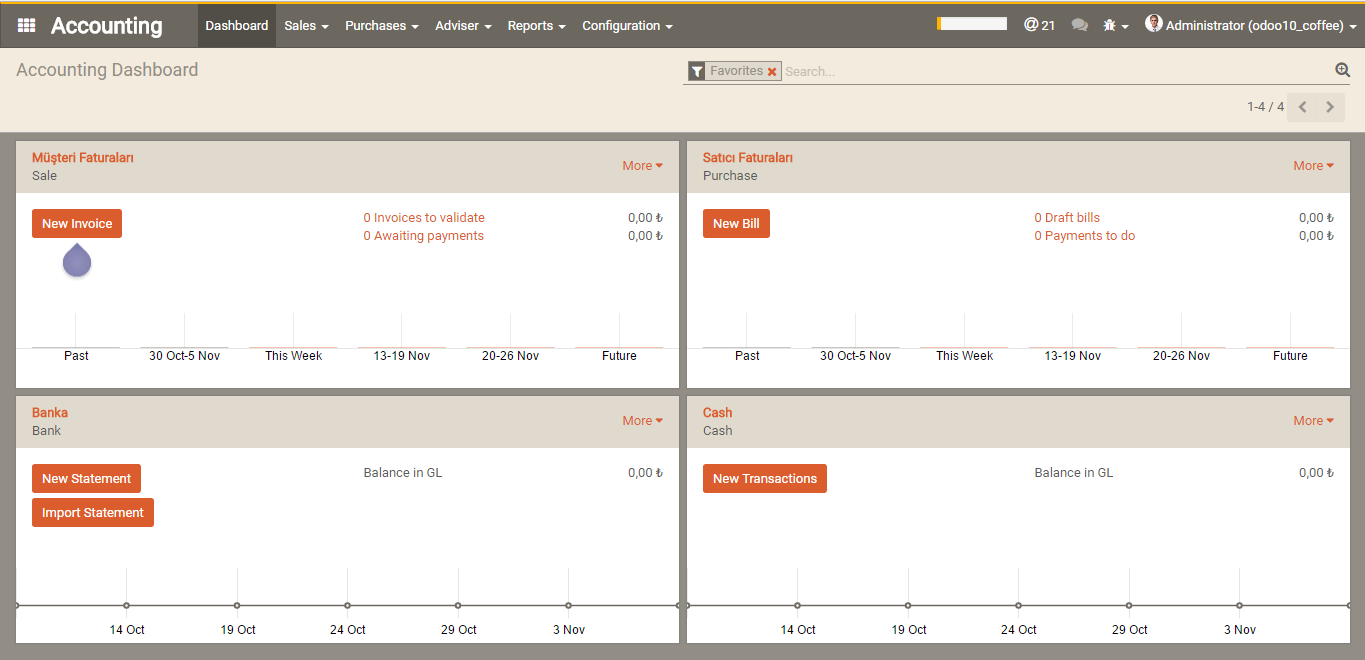 Accounting Dashboard Sales Purchases Adviser Reports Configuration @21 Administrator (odoo10_coffee)
Accounting Dashboard
Favorites Search...
1-4 / 4
Müşteri Faturaları
Sale
More
New Invoice
0 Invoices to validate 0,00 ₺
0 Awaiting payments 0,00 ₺
Past 30 Oct-5 Nov This Week 13-19 Nov 20-26 Nov Future
Satıcı Faturaları
Purchase
More
New Bill
0 Draft bills 0,00 ₺
0 Payments to do 0,00 ₺
Past 30 Oct-5 Nov This Week 13-19 Nov 20-26 Nov Future
Banka
Bank
More
New Statement
Import Statement
Balance in GL 0,00 ₺
14 Oct 19 Oct 24 Oct 29 Oct 3 Nov
Cash
Cash
More
New Transactions
Balance in GL 0,00 ₺
14 Oct 19 Oct 24 Oct 29 Oct 3 Nov